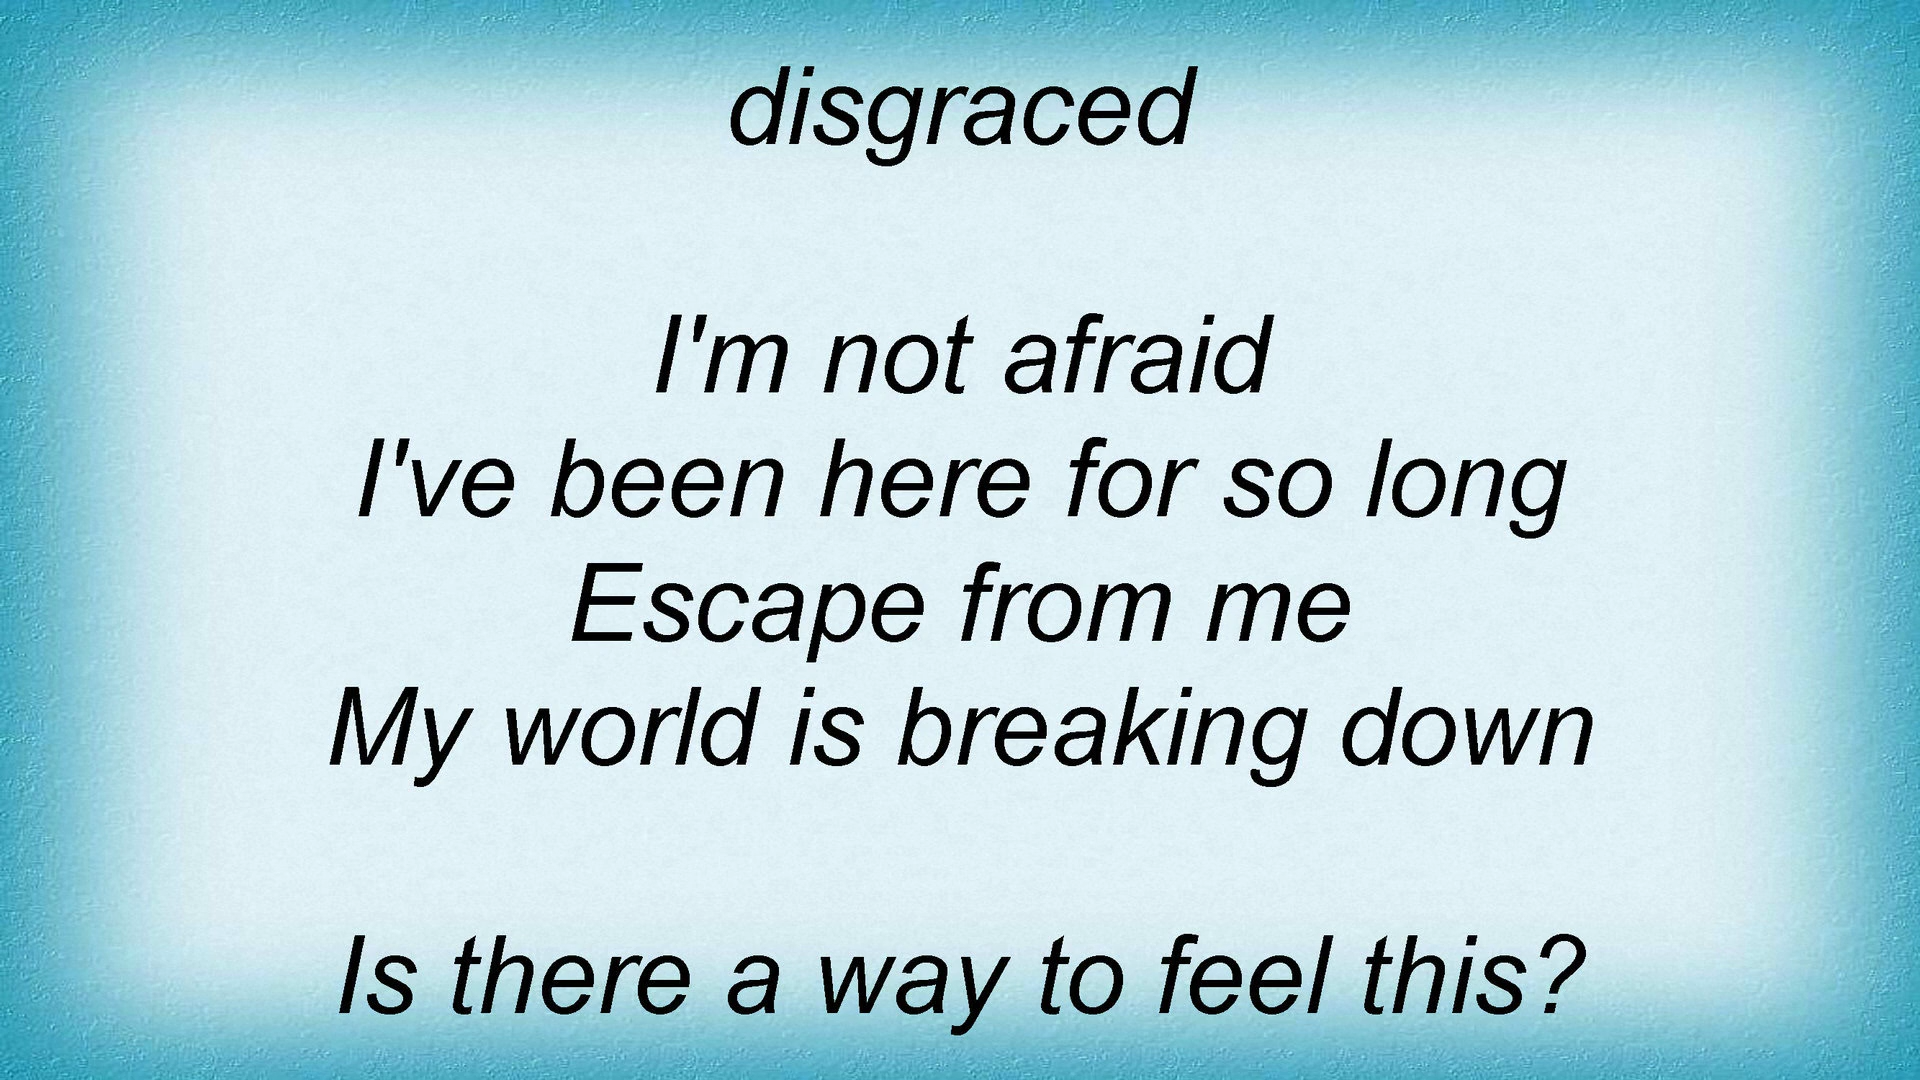 disgraced
I'm not afraid
I've been here for so long
Escape from me
My world is breaking down
Is there a way to feel this?